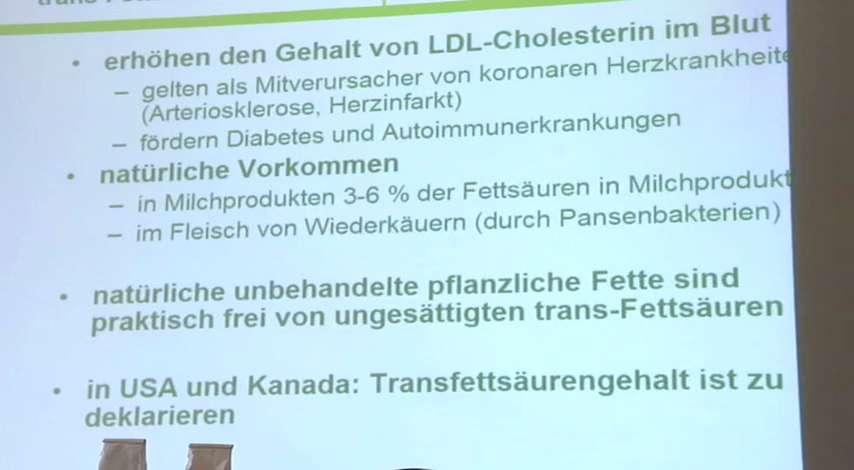 • erhöhen den Gehalt von LDL-Cholesterin im Blut
– gelten als Mitverursacher von koronaren Herzkrankheite
(Arteriosklerose, Herzinfarkt)
– fördern Diabetes und Autoimmunerkrankungen
• natürliche Vorkommen
– in Milchprodukten 3-6 % der Fettsäuren in Milchprodukt
– im Fleisch von Wiederkäuern (durch Pansenbakterien)
• natürliche unbehandelte pflanzliche Fette sind
praktisch frei von ungesättigten trans-Fettsäuren
• in USA und Kanada: Transfettsäurengehalt ist zu
deklarieren